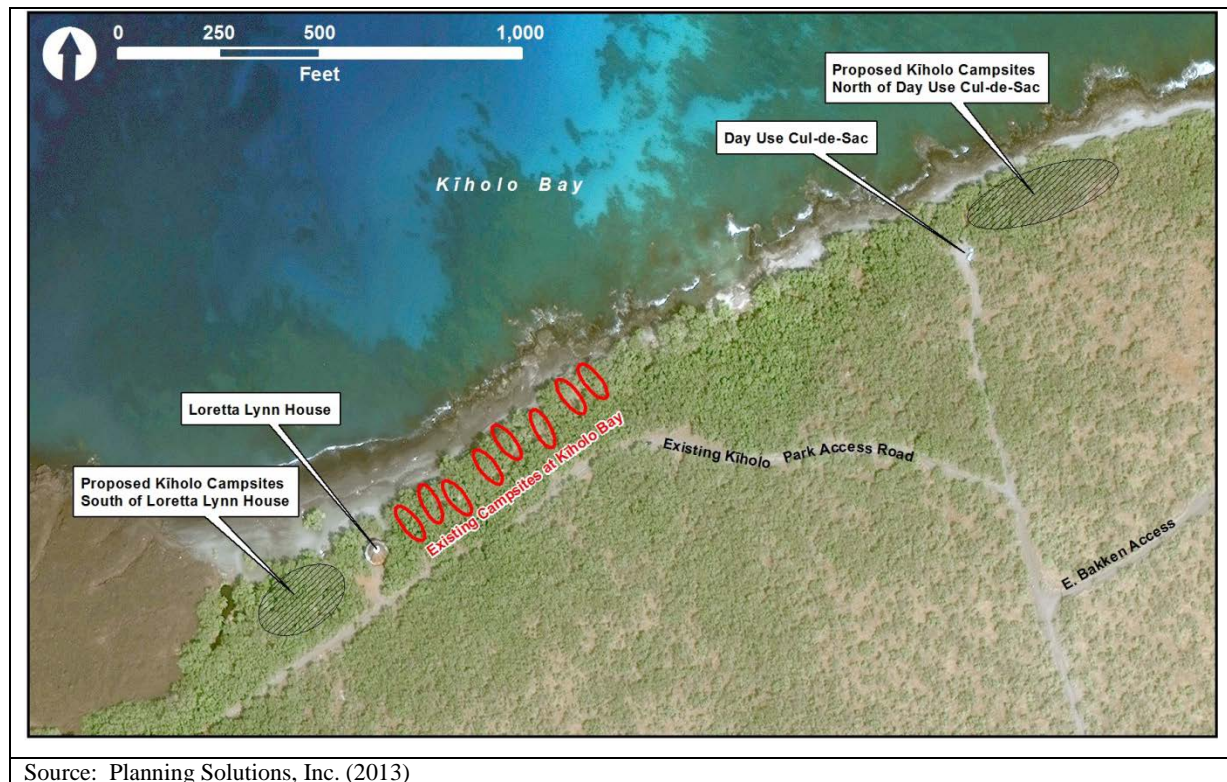 0 250 500 1,000
Feet
Proposed Kīholo Campsites
North of Day Use Cul-de-Sac
Day Use Cul-de-Sac
Kīholo Bay
Loretta Lynn House
Existing Campsites at Kīholo Bay
Existing Kīholo Park Access Road
Proposed Kīholo Campsites
South of Loretta Lynn House
E. Bakken Access
Source: Planning Solutions, Inc. (2013)